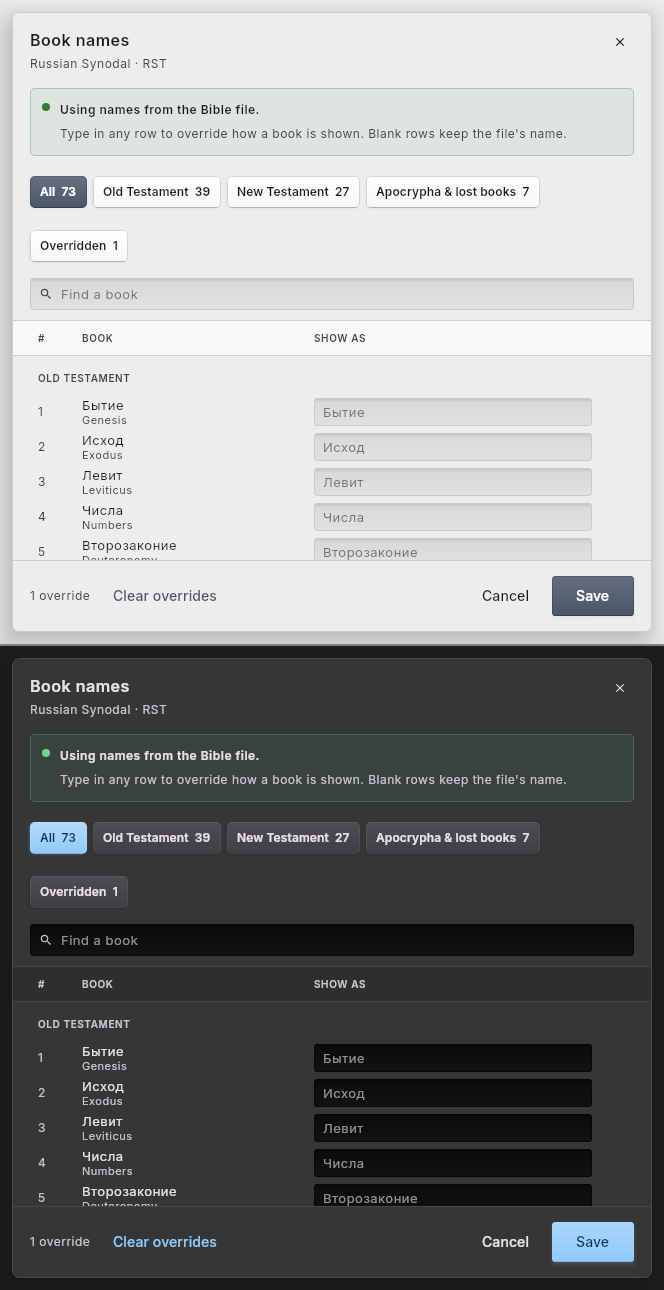 Book names
×
Russian Synodal · RST
Using names from the Bible file.
Type in any row to override how a book is shown. Blank rows keep the file's name.
All 73 Old Testament 39 New Testament 27 Apocrypha & lost books 7
Overridden 1
Find a book
# BOOK SHOW AS
OLD TESTAMENT
1 Бытие Бытие
Genesis
2 Исход Исход
Exodus
3 Левит Левит
Leviticus
4 Числа Числа
Numbers
5 Второзаконие Второзаконие
Deuteronomy
1 override Clear overrides Cancel Save
Book names
×
Russian Synodal · RST
Using names from the Bible file.
Type in any row to override how a book is shown. Blank rows keep the file's name.
All 73 Old Testament 39 New Testament 27 Apocrypha & lost books 7
Overridden 1
Find a book
# BOOK SHOW AS
OLD TESTAMENT
1 Бытие Бытие
Genesis
2 Исход Исход
Exodus
3 Левит Левит
Leviticus
4 Числа Числа
Numbers
5 Второзаконие Второзаконие
Deuteronomy
1 override Clear overrides Cancel Save